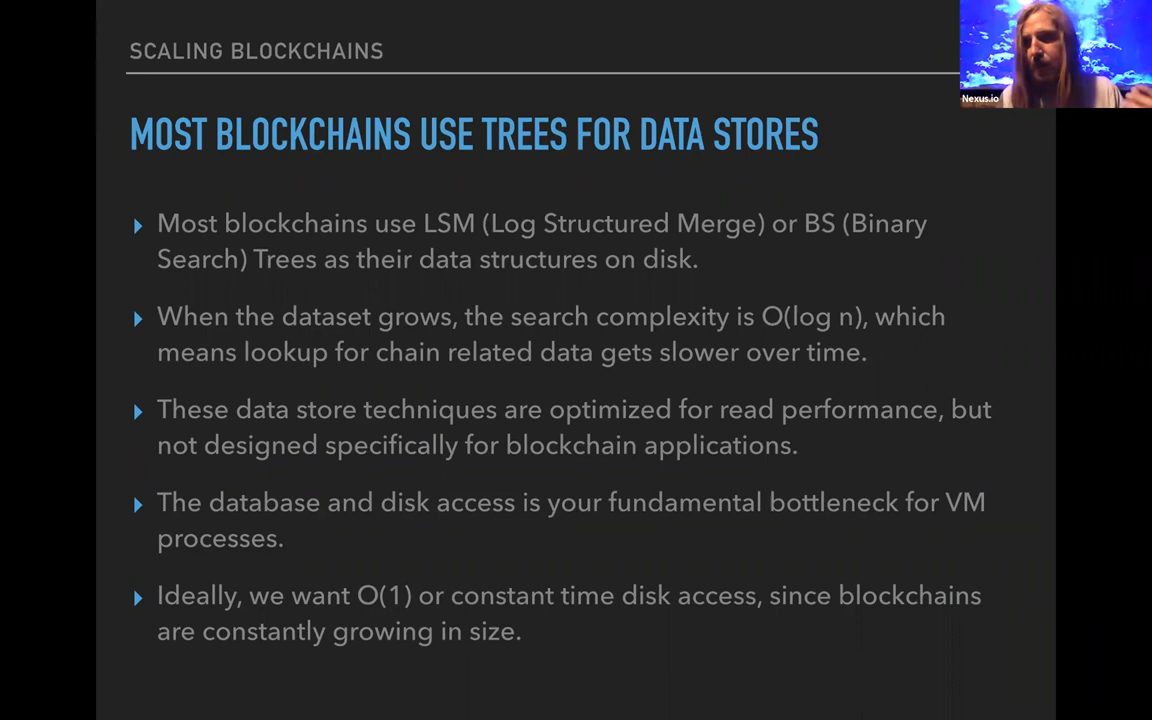 SCALING BLOCKCHAINS
Nexus.io
MOST BLOCKCHAINS USE TREES FOR DATA STORES
Most blockchains use LSM (Log Structured Merge) or BS (Binary
Search) Trees as their data structures on disk.
When the dataset grows, the search complexity is O(log n), which
means lookup for chain related data gets slower over time.
These data store techniques are optimized for read performance, but
not designed specifically for blockchain applications.
The database and disk access is your fundamental bottleneck for VM
processes.
Ideally, we want O(1) or constant time disk access, since blockchains
are constantly growing in size.